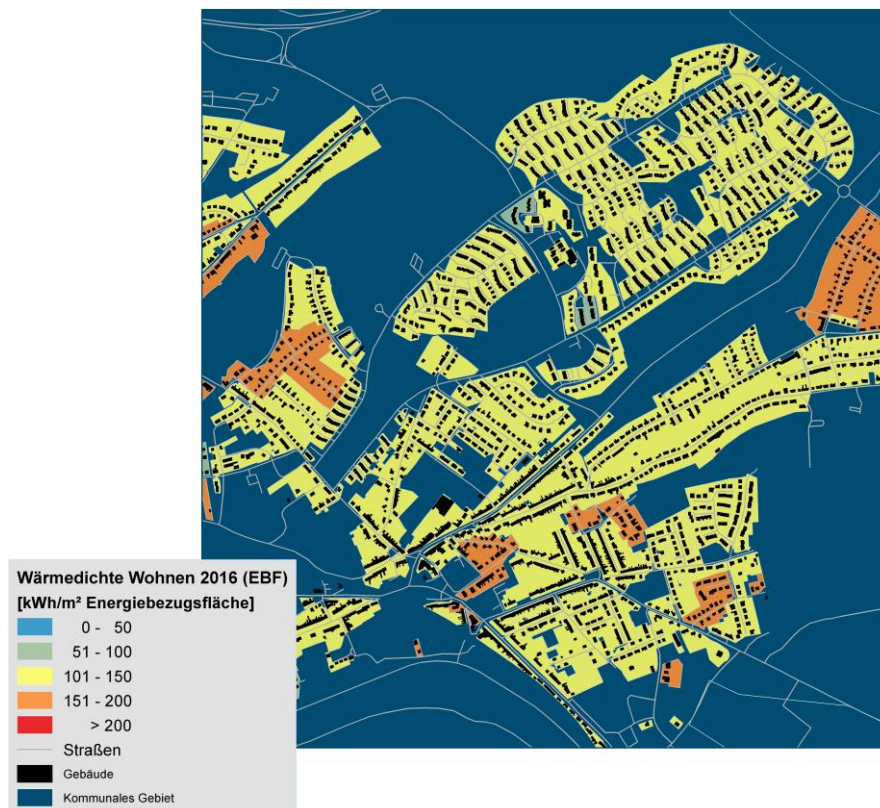 Wärmedichte Wohnen 2016 (EBF)
[kWh/m² Energiebezugsfläche]
0 - 50
51 - 100
101 - 150
151 - 200
> 200
Straßen
Gebäude
Kommunales Gebiet